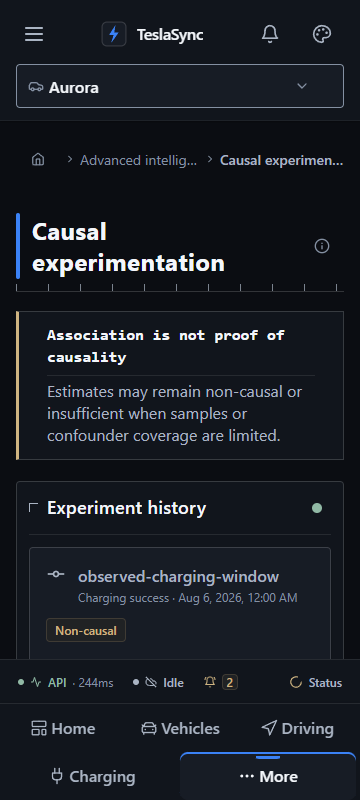 TeslaSync
Aurora
Advanced intellig... Causal experimen...
Causal
experimentation
Association is not proof of
causality
Estimates may remain non-causal or
insufficient when samples or
confounder coverage are limited.
Experiment history
observed-charging-window
Charging success · Aug 6, 2026, 12:00 AM
Non-causal
API · 244ms Idle 2 Status
Home Vehicles Driving
Charging More